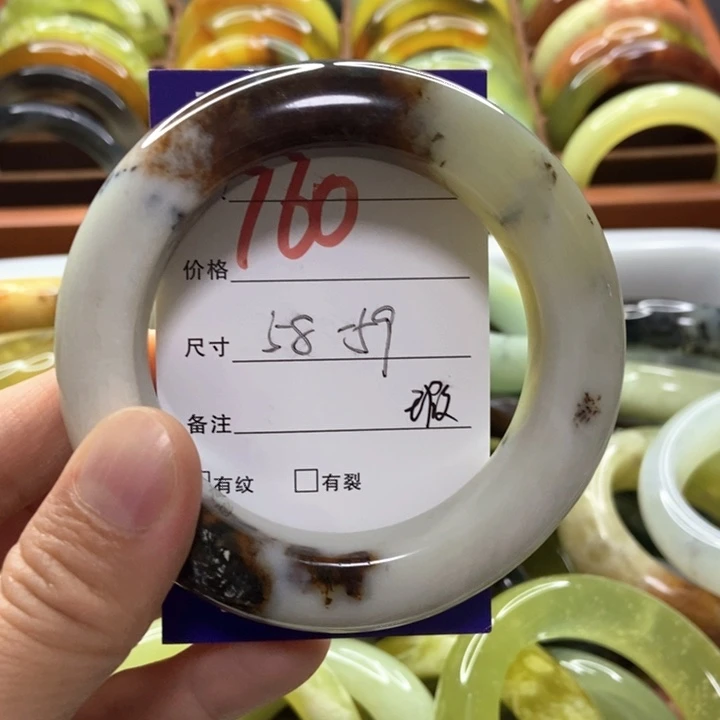 760
价格
尺寸 58-59
备注 瑕
□有纹 □有裂